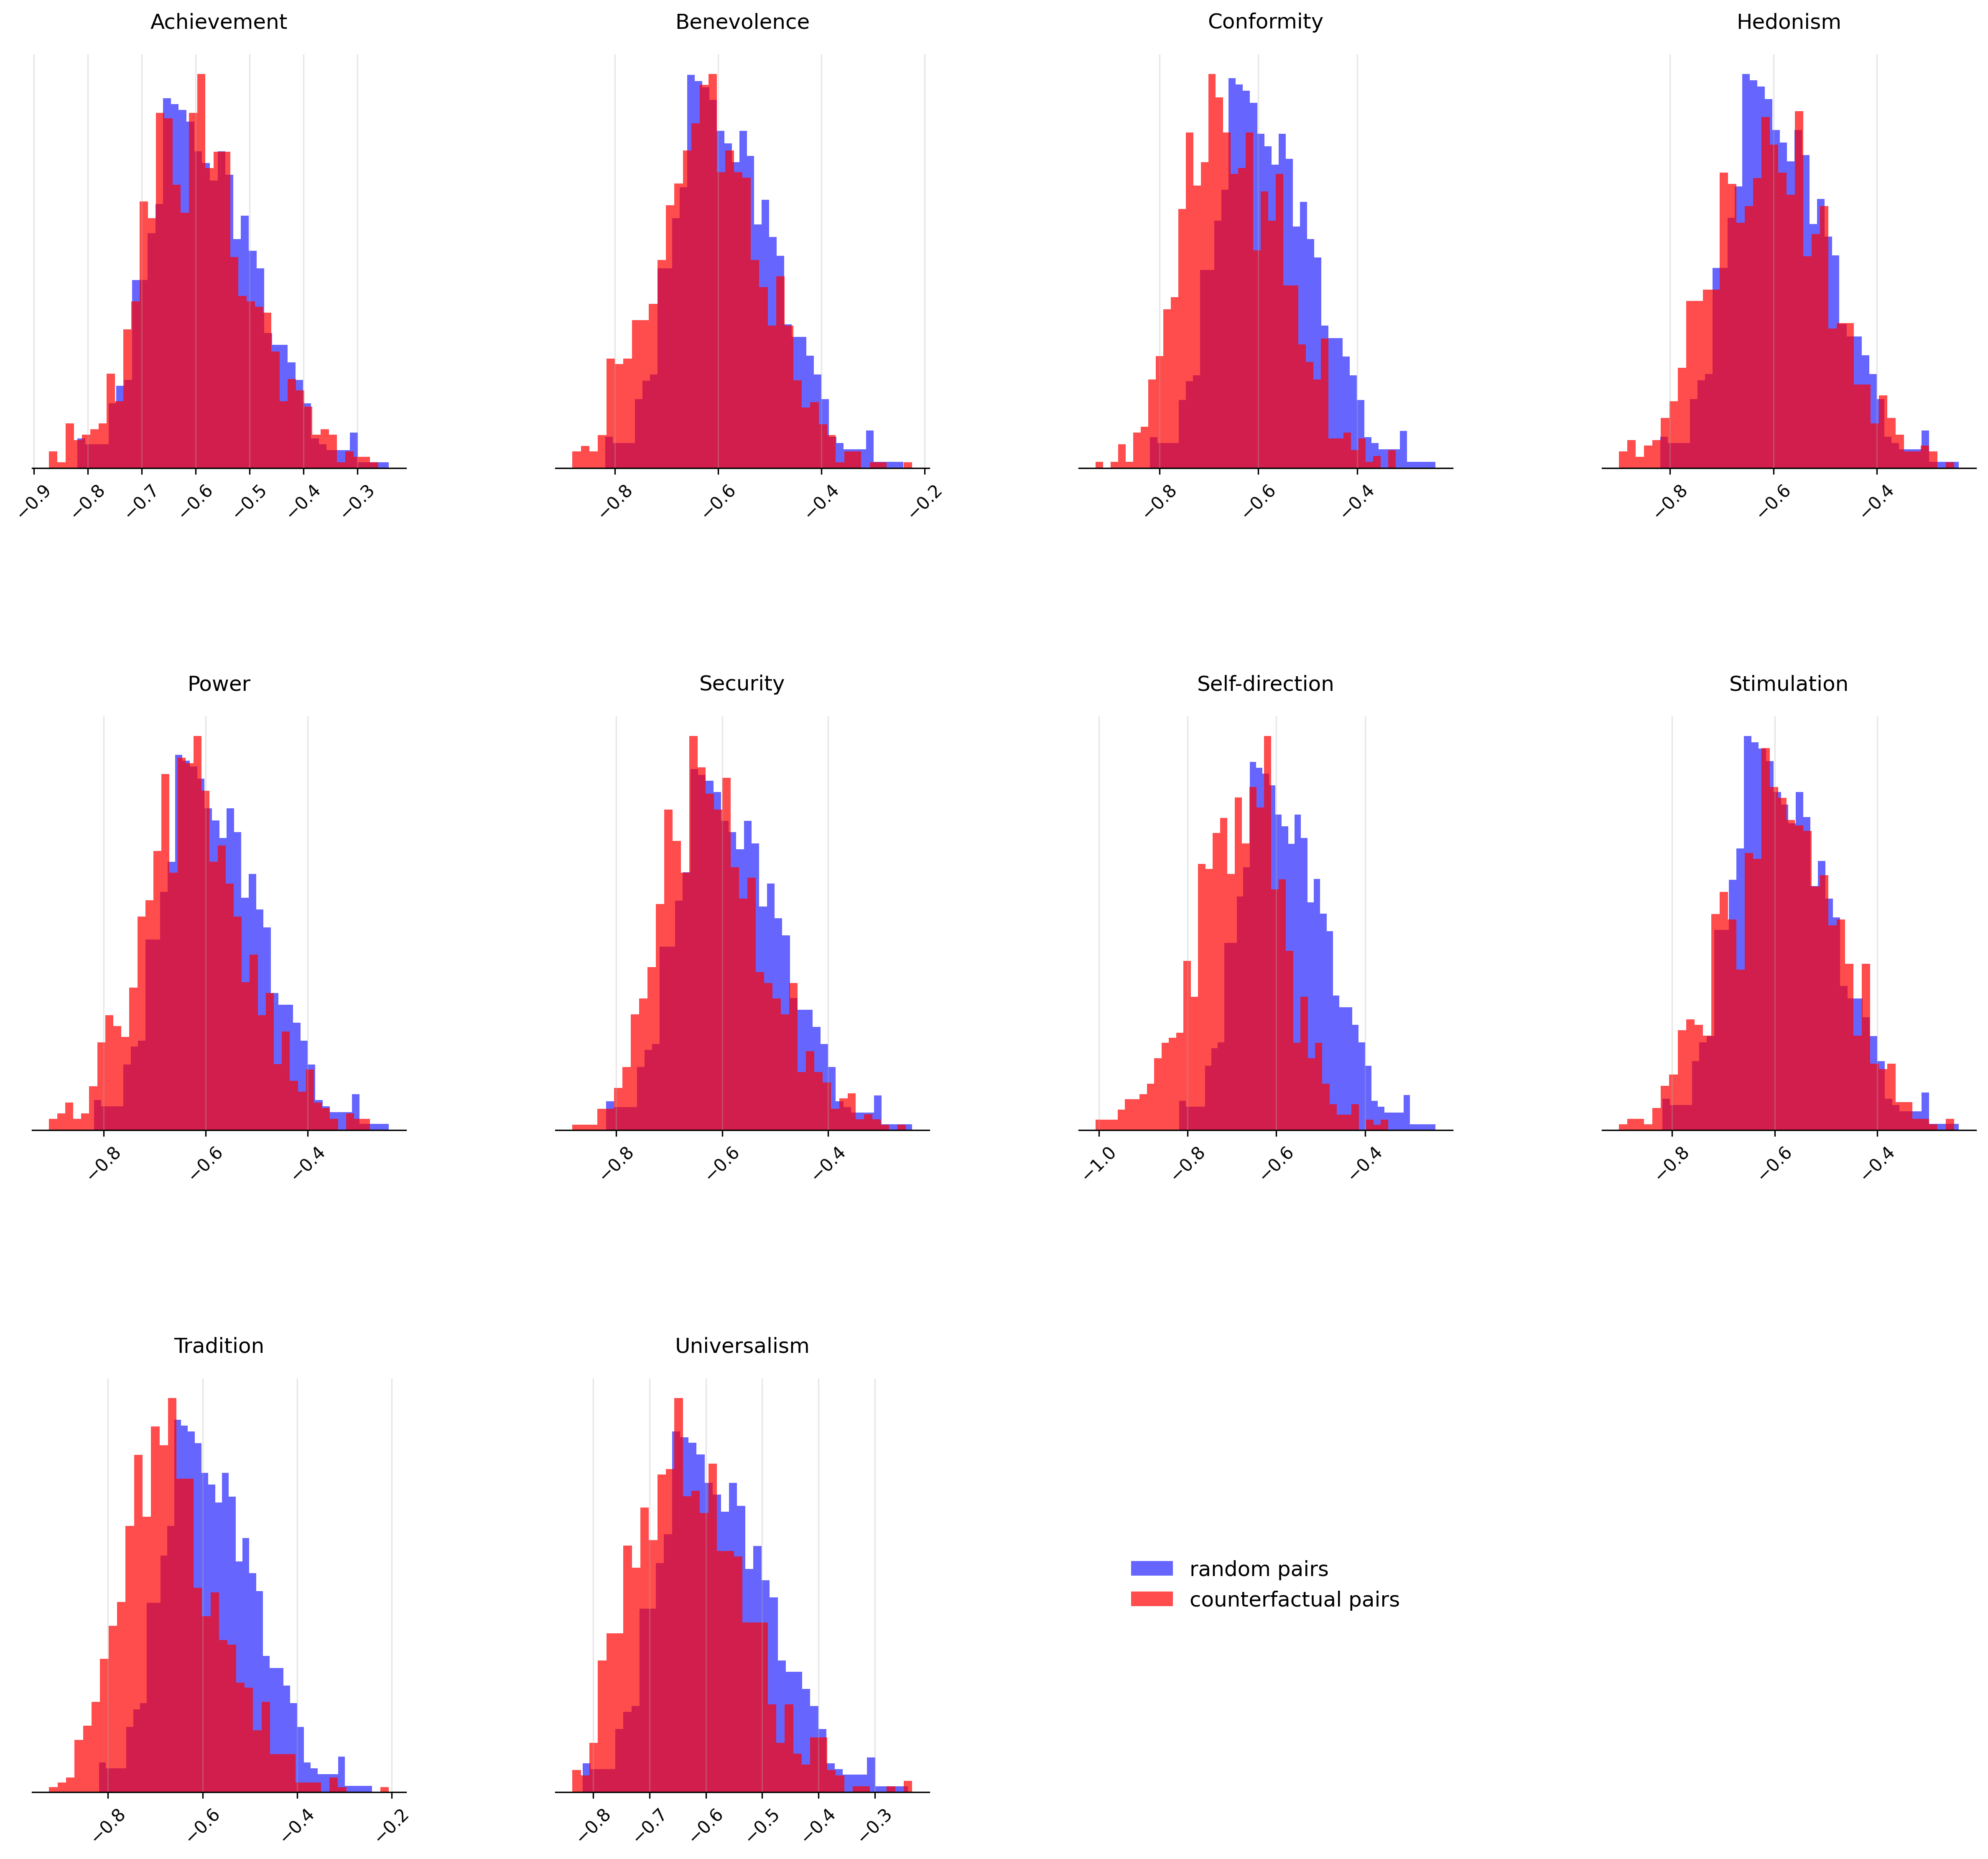 Achievement
Benevolence
Conformity
Hedonism
−0.9 −0.8 −0.7 −0.6 −0.5 −0.4 −0.3
−0.8 −0.6 −0.4 −0.2
−0.8 −0.6 −0.4
−0.8 −0.6 −0.4
Power
Security
Self-direction
Stimulation
−0.8 −0.6 −0.4
−0.8 −0.6 −0.4
−1.0 −0.8 −0.6 −0.4
−0.8 −0.6 −0.4
Tradition
Universalism
random pairs
counterfactual pairs
−0.8 −0.6 −0.4 −0.2
−0.8 −0.7 −0.6 −0.5 −0.4 −0.3